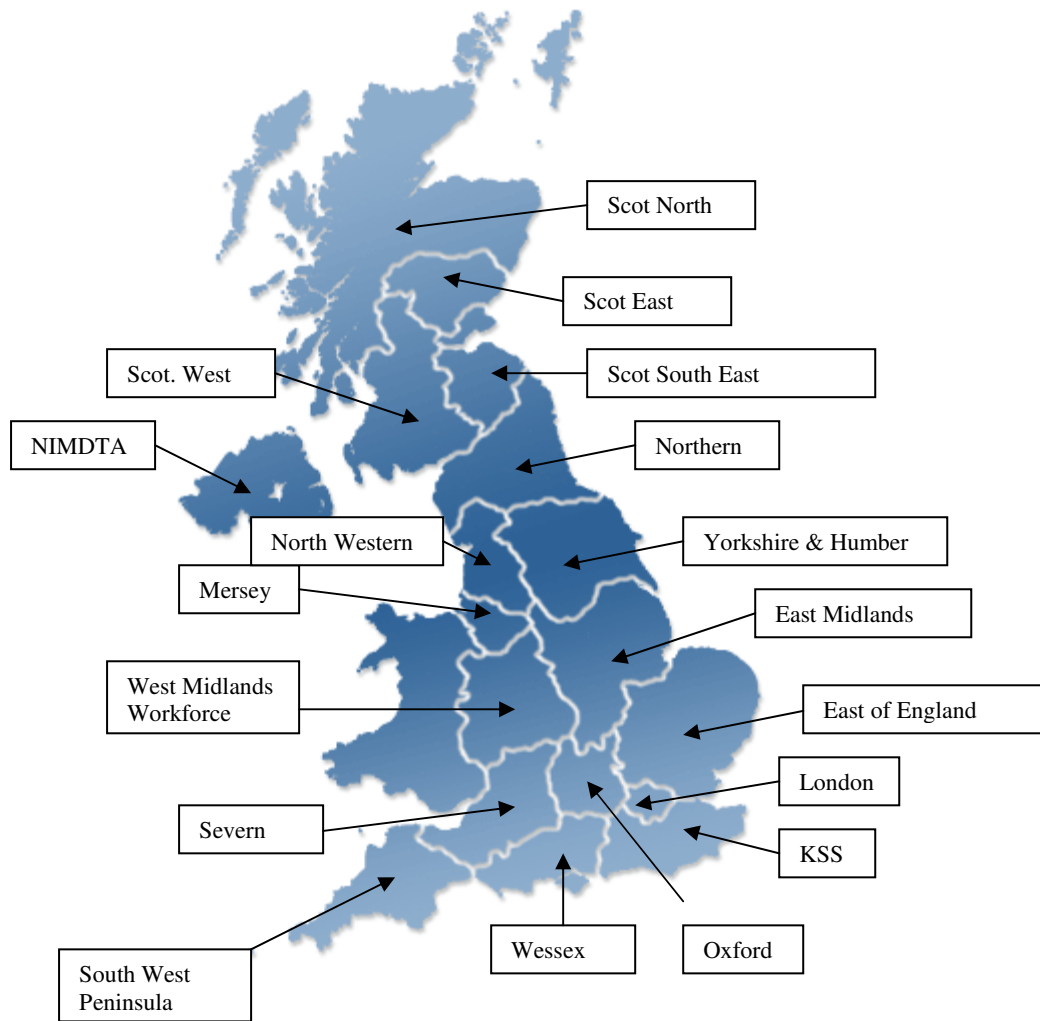 Scot North
Scot East
Scot. West
Scot South East
NIMDTA
Northern
North Western
Yorkshire & Humber
Mersey
East Midlands
West Midlands
Workforce
East of England
London
Severn
KSS
Wessex
Oxford
South West
Peninsula